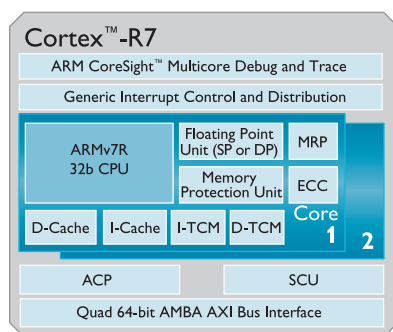 Cortex™-R7
ARM CoreSight™ Multicore Debug and Trace
Generic Interrupt Control and Distribution
ARMv7R
32b CPU
Floating Point
Unit (SP or DP)
MRP
Memory
Protection Unit
ECC
D-Cache
I-Cache
I-TCM
D-TCM
Core
1
2
ACP
SCU
Quad 64-bit AMBA AXI Bus Interface